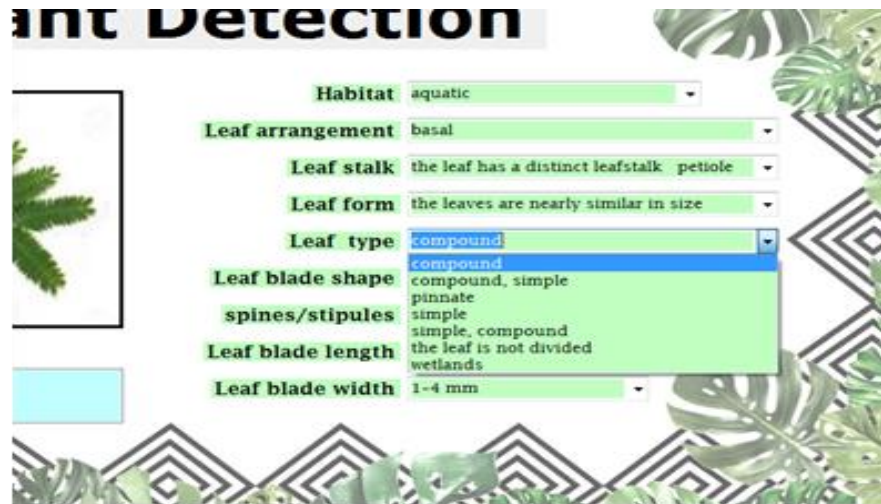 ant Detection
Habitat aquatic
Leaf arrangement basal
Leaf stalk the leaf has a distinct leafstalk petiole
Leaf form the leaves are nearly similar in size
Leaf type compound
compound
Leaf blade shape compound, simple
pinnate
spines/stipules simple
simple, compound
Leaf blade length the leaf is not divided
wetlands
Leaf blade width 1-4 mm